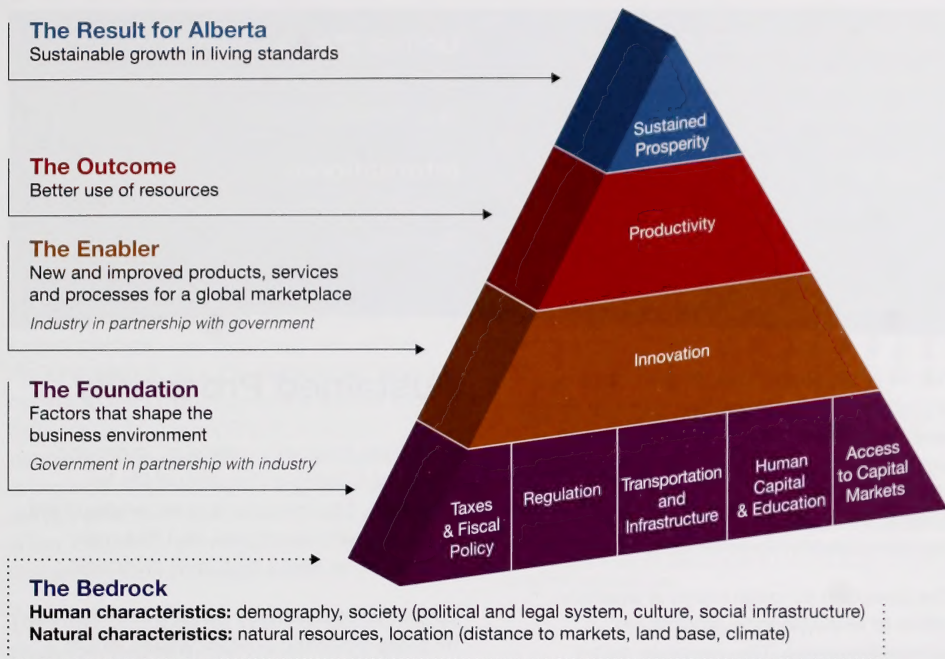 The Result for Alberta
Sustainable growth in living standards
The Outcome
Better use of resources
The Enabler
New and improved products, services
and processes for a global marketplace
Industry in partnership with government
The Foundation
Factors that shape the
business environment
Government in partnership with industry
Sustained
Prosperity
Productivity
Innovation
Taxes
& Fiscal
Policy
Regulation
Transportation
and
Infrastructure
Human
Capital
& Education
Access
to Capital
Markets
The Bedrock
Human characteristics: demography, society (political and legal system, culture, social infrastructure)
Natural characteristics: natural resources, location (distance to markets, land base, climate)